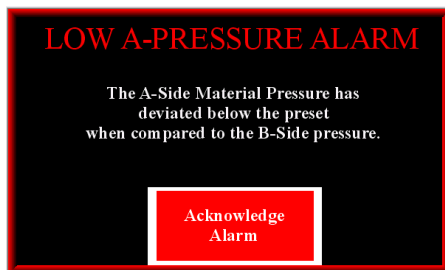 LOW A-PRESSURE ALARM
The A-Side Material Pressure has
deviated below the preset
when compared to the B-Side pressure.
Acknowledge
Alarm